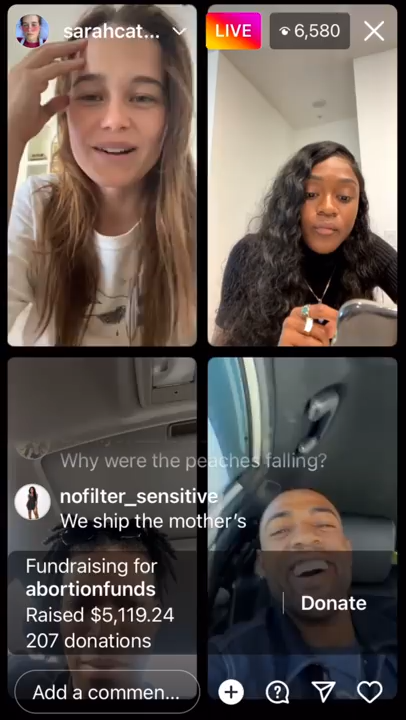 sarahcat...
LIVE
6,580
Why were the peaches falling?
nofilter_sensitive
We ship the mother's
Fundraising for
abortionfunds
Raised $5,119.24
207 donations
Donate
Add a commen...